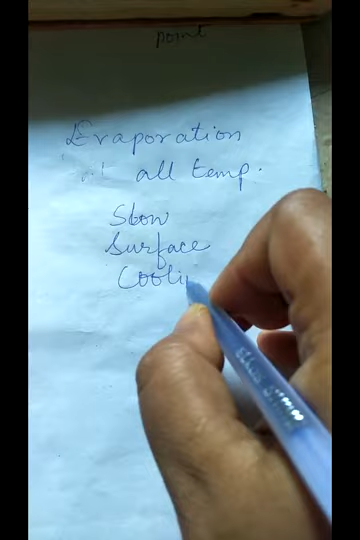 point
Evaporation
all temp.
Slow
Surface
Cooli